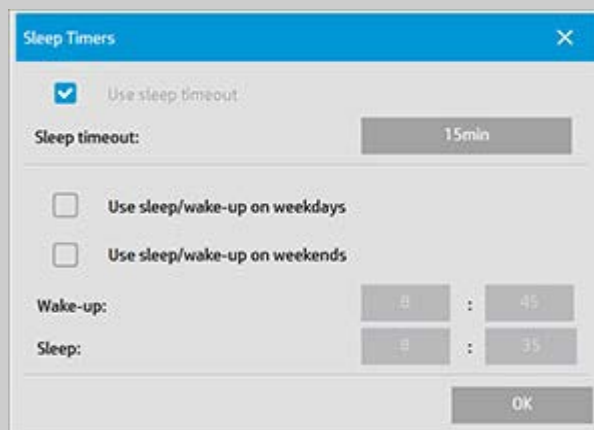 Sleep Timers
Use sleep timeout
Sleep timeout: 15min
Use sleep/wake-up on weekdays
Use sleep/wake-up on weekends
Wake-up: 8 : 45
Sleep: 8 : 35
OK